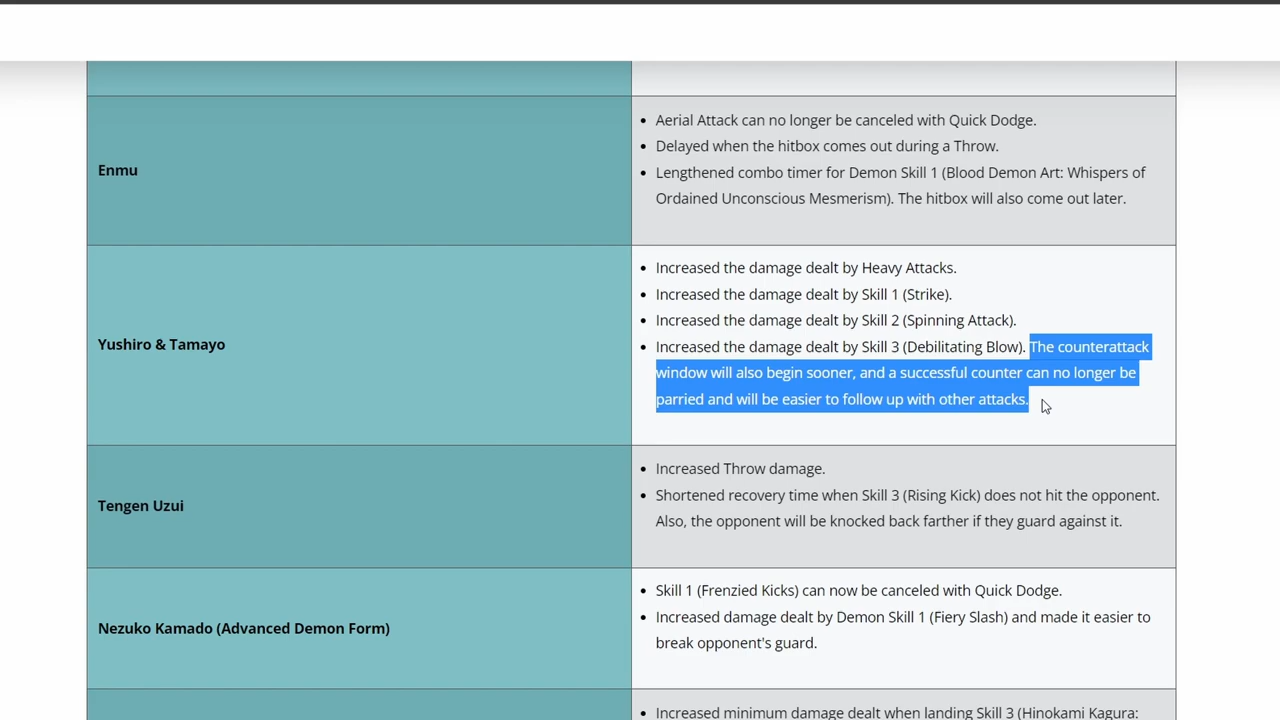 Enmu
Aerial Attack can no longer be canceled with Quick Dodge.
Delayed when the hitbox comes out during a Throw.
Lengthened combo timer for Demon Skill 1 (Blood Demon Art: Whispers of
Ordained Unconscious Mesmerism). The hitbox will also come out later.
Yushiro & Tamayo
Increased the damage dealt by Heavy Attacks.
Increased the damage dealt by Skill 1 (Strike).
Increased the damage dealt by Skill 2 (Spinning Attack).
Increased the damage dealt by Skill 3 (Debilitating Blow). The counterattack
window will also begin sooner, and a successful counter can no longer be
parried and will be easier to follow up with other attacks.
Tengen Uzui
Increased Throw damage.
Shortened recovery time when Skill 3 (Rising Kick) does not hit the opponent.
Also, the opponent will be knocked back farther if they guard against it.
Nezuko Kamado (Advanced Demon Form)
Skill 1 (Frenzied Kicks) can now be canceled with Quick Dodge.
Increased damage dealt by Demon Skill 1 (Fiery Slash) and made it easier to
break opponent's guard.
Increased minimum damage dealt when landing Skill 3 (Hinokami Kagura: